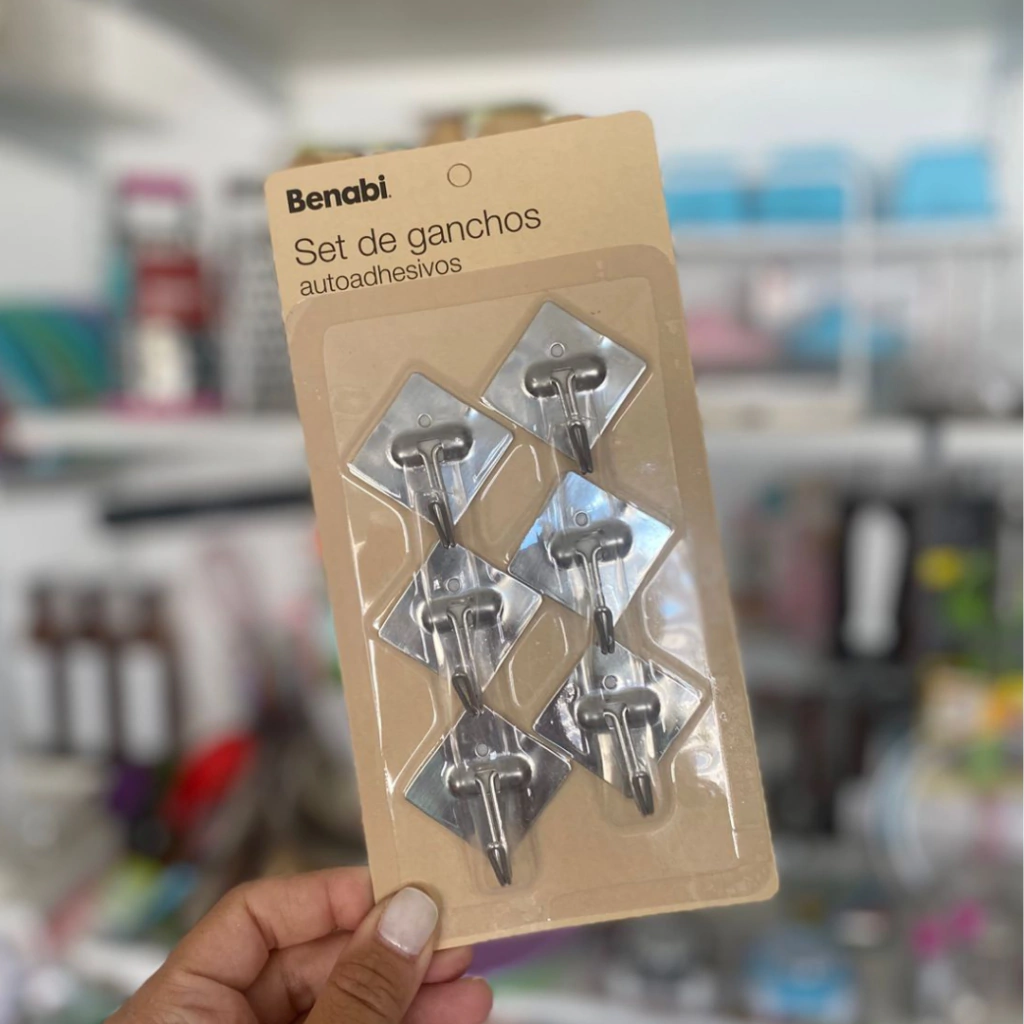 Benabi.
Set de ganchos
autoadhesivos